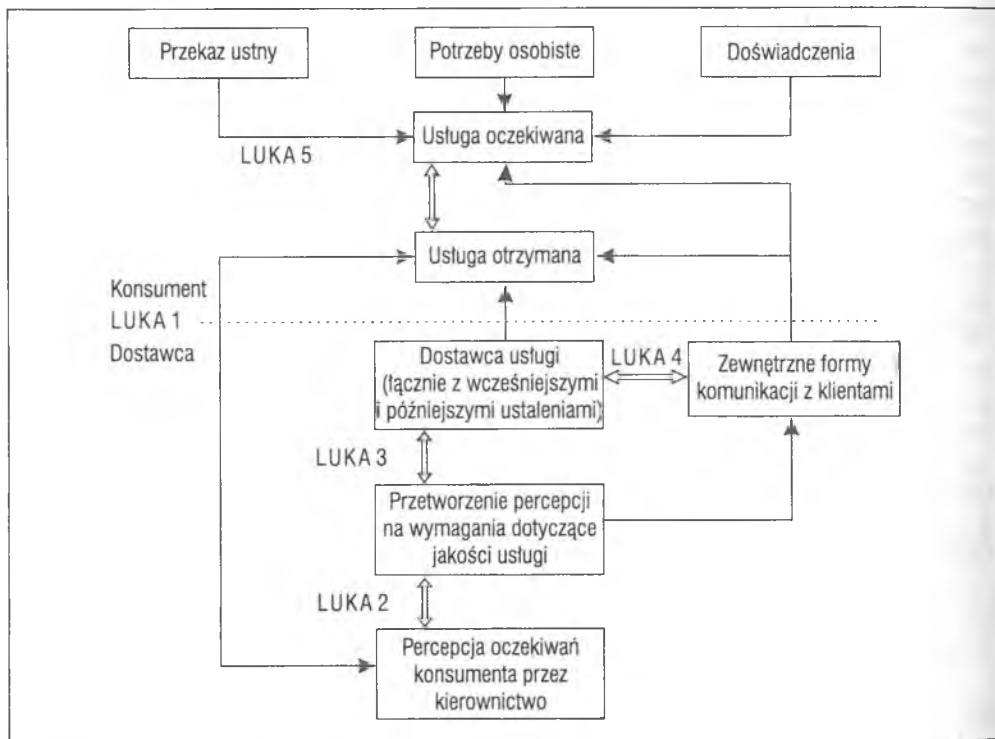 Przekaz ustny
Potrzeby osobiste
Doświadczenia
Usługa oczekiwana
LUKA 5
Usługa otrzymana
Konsument
LUKA 1
Dostawca
Dostawca usługi
(łącznie z wcześniejszymi
i późniejszymi ustaleniami)
LUKA 4
Zewnętrzne formy
komunikacji z klientami
LUKA 3
Przetworzenie percepcji
na wymagania dotyczące
jakości usługi
LUKA 2
Percepcja oczekiwań
konsumenta przez
kierownictwo